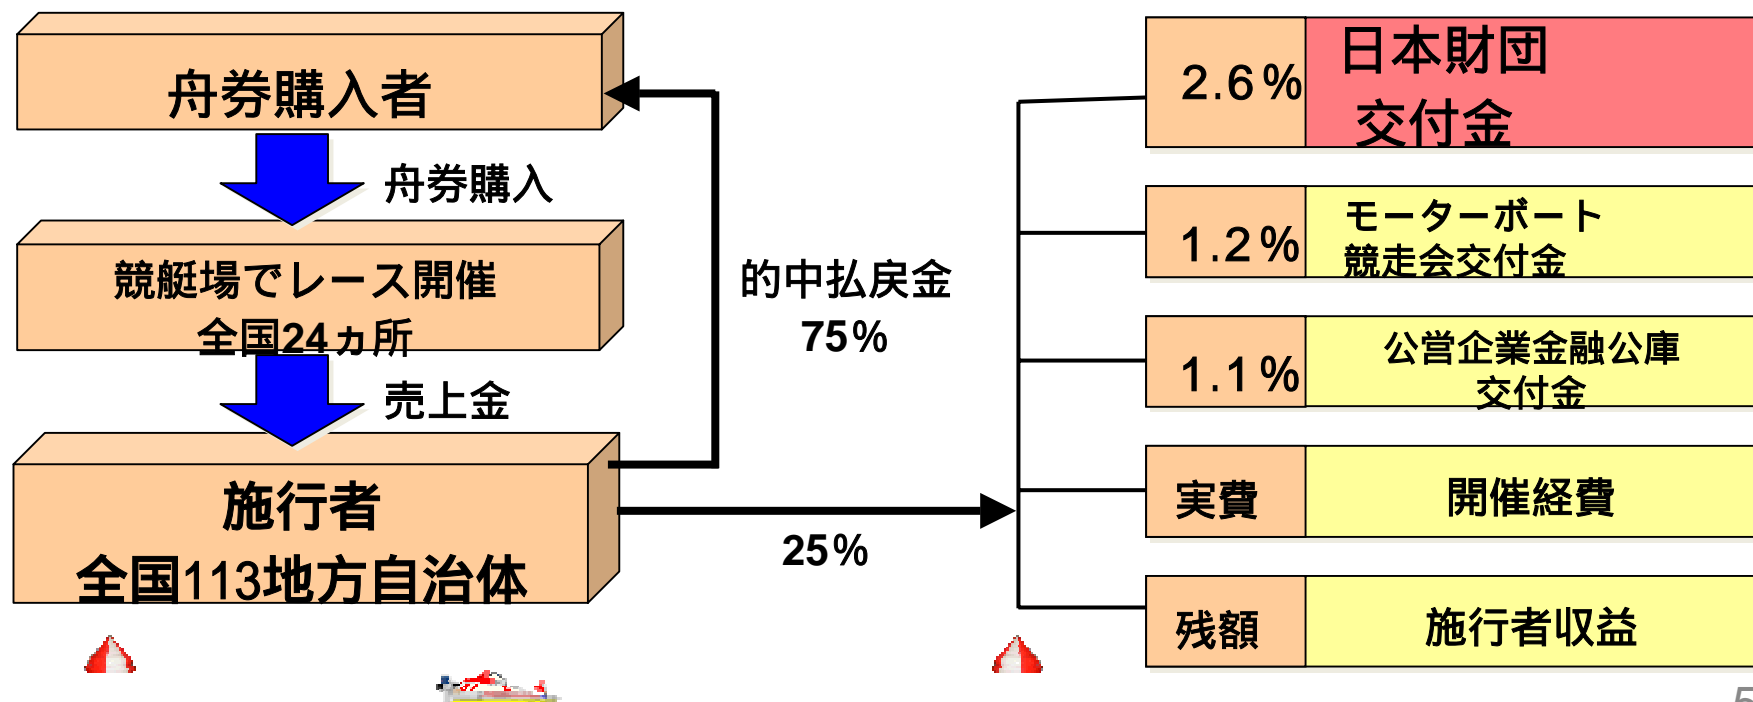 舟券購入者
舟券購入
競艇場でレース開催
全国24ヵ所
売上金
施行者
全国113地方自治体
的中払戻金
75%
25%
2.6%
日本財団
交付金
1.2%
モーターボート
競走会交付金
1.1%
公営企業金融公庫
交付金
実費
開催経費
残額
施行者収益
5